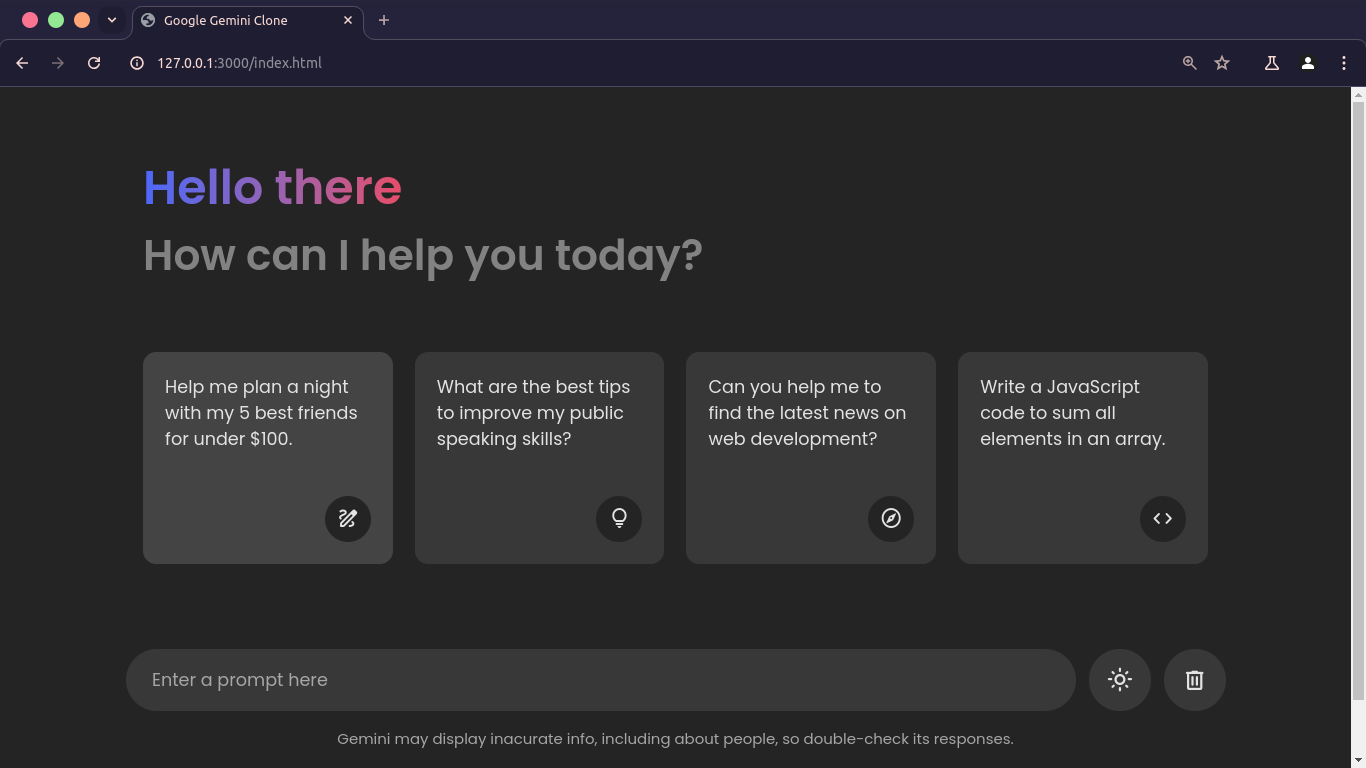 Google Gemini Clone
127.0.0.1:3000/index.html
Hello there
How can I help you today?
Help me plan a night
with my 5 best friends
for under $100.
What are the best tips
to improve my public
speaking skills?
Can you help me to
find the latest news on
web development?
Write a JavaScript
code to sum all
elements in an array.
Enter a prompt here
Gemini may display inacurate info, including about people, so double-check its responses.